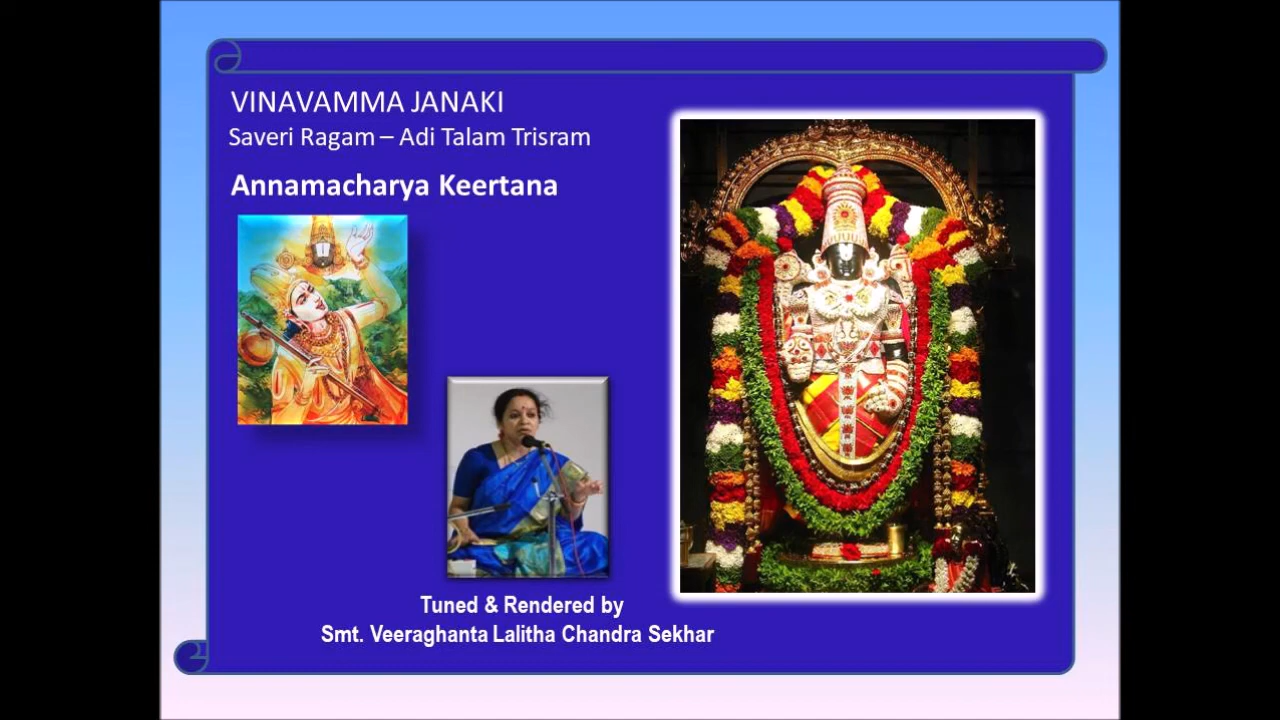 VINAVAMMA JANAKI
Saveri Ragam – Adi Talam Trisram
Annamacharya Keertana
Tuned & Rendered by
Smt. Veeraghanta Lalitha Chandra Sekhar